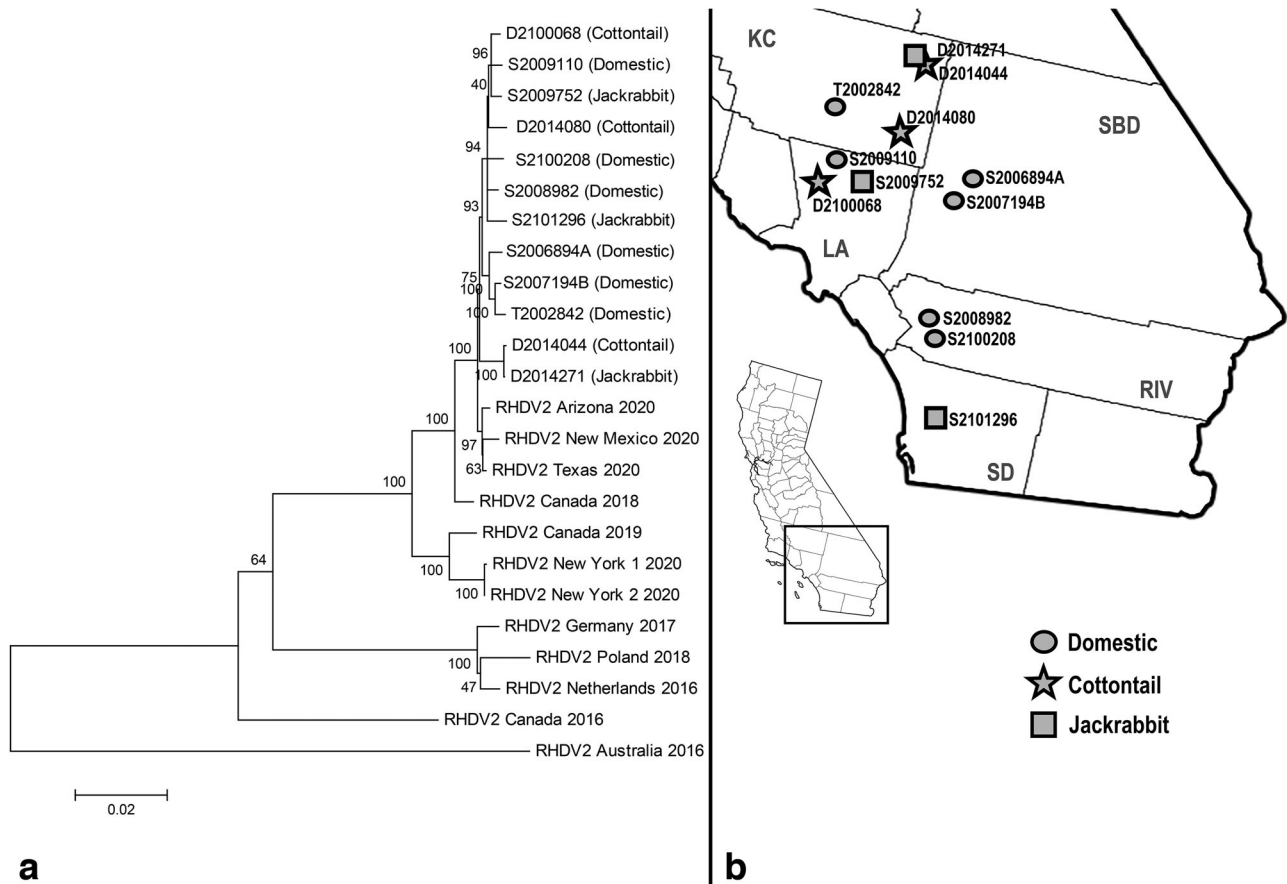 D2100068 (Cottontail)
96
S2009110 (Domestic)
40
S2009752 (Jackrabbit)
D2014080 (Cottontail)
94
S2100208 (Domestic)
S2008982 (Domestic)
93
S2101296 (Jackrabbit)
S2006894A (Domestic)
75
S2007194B (Domestic)
100
100
T2002842 (Domestic)
100
D2014044 (Cottontail)
100
D2014271 (Jackrabbit)
RHDV2 Arizona 2020
100
RHDV2 New Mexico 2020
97
63
RHDV2 Texas 2020
100
RHDV2 Canada 2018
RHDV2 Canada 2019
100
RHDV2 New York 1 2020
100
RHDV2 New York 2 2020
64
RHDV2 Germany 2017
100
RHDV2 Poland 2018
47
RHDV2 Netherlands 2016
RHDV2 Canada 2016
RHDV2 Australia 2016
0.02
a
KC
D2014271
D2014044
T2002842
D2014080
SBD
S2009110
S2009752
S2006894A
D2100068
S2007194B
LA
S2008982
S2100208
RIV
S2101296
SD
Domestic
Cottontail
Jackrabbit
b